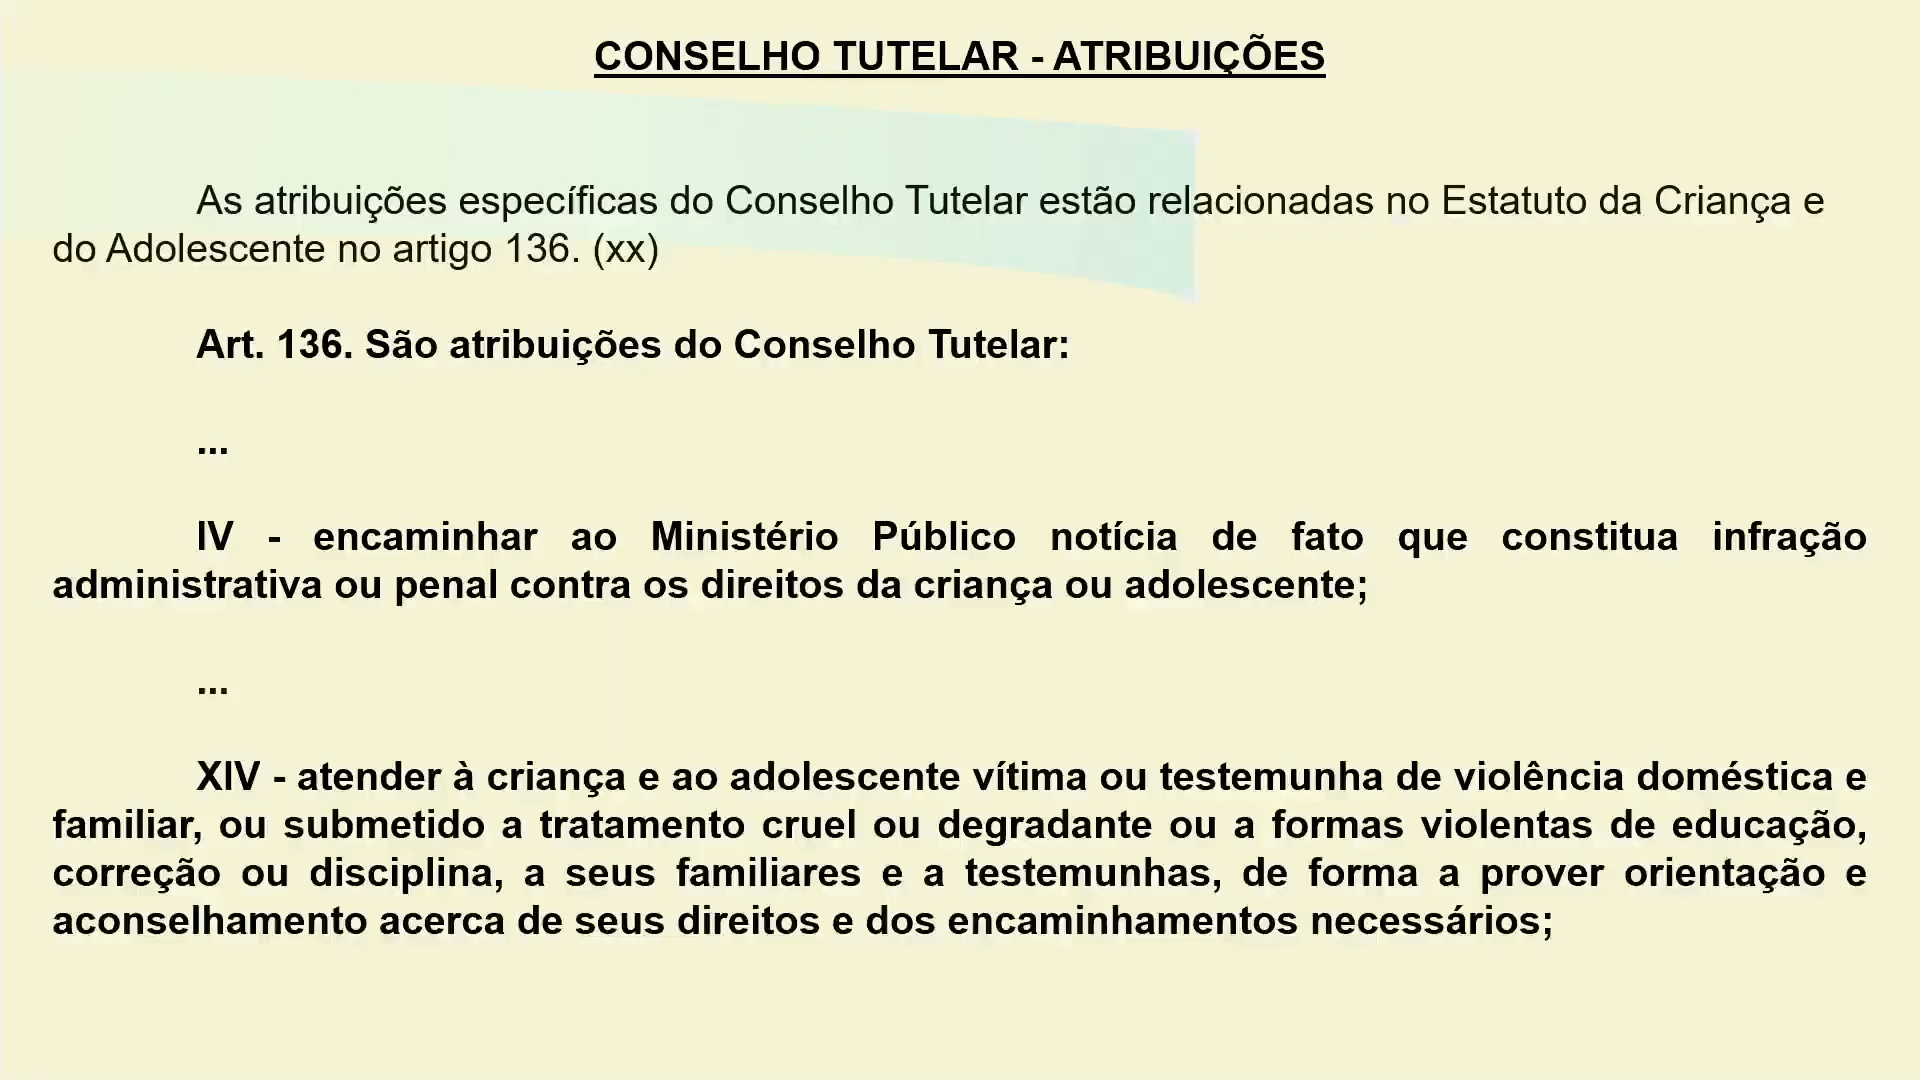 CONSELHO TUTELAR - ATRIBUIÇÕES
As atribuições específicas do Conselho Tutelar estão relacionadas no Estatuto da Criança e
do Adolescente no artigo 136. (xx)
Art. 136. São atribuições do Conselho Tutelar:
...
IV - encaminhar ao Ministério Público notícia de fato que constitua infração
administrativa ou penal contra os direitos da criança ou adolescente;
...
XIV - atender à criança e ao adolescente vítima ou testemunha de violência doméstica e
familiar, ou submetido a tratamento cruel ou degradante ou a formas violentas de educação,
correção ou disciplina, a seus familiares e a testemunhas, de forma a prover orientação e
aconselhamento acerca de seus direitos e dos encaminhamentos necessários;